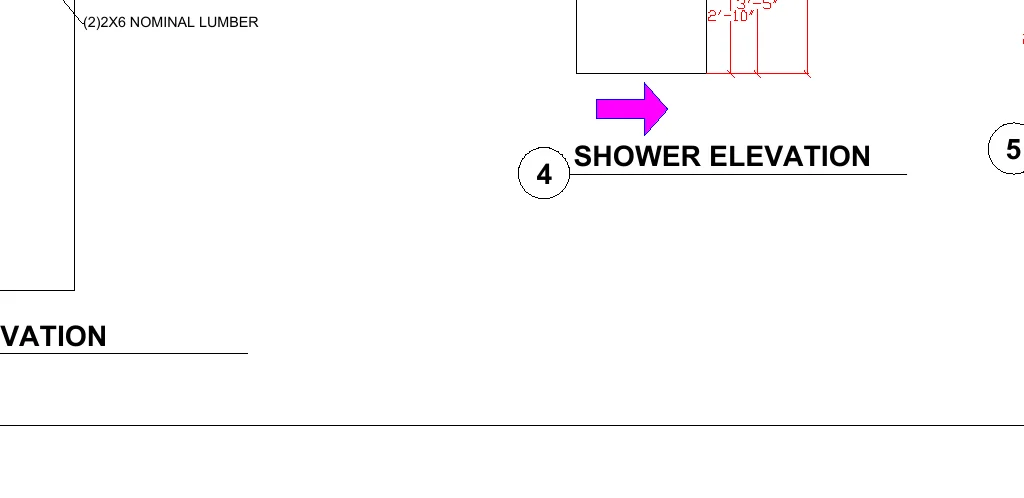 (2)2X6 NOMINAL LUMBER
3'-5"
2'-10"
SHOWER ELEVATION
4
5
VATION